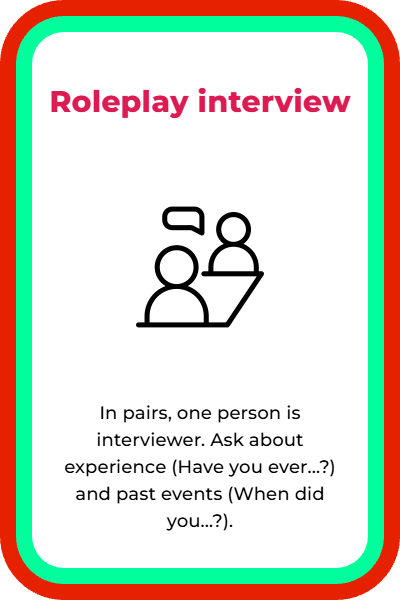 Roleplay interview
In pairs, one person is
interviewer. Ask about
experience (Have you ever...?)
and past events (When did
you...?).